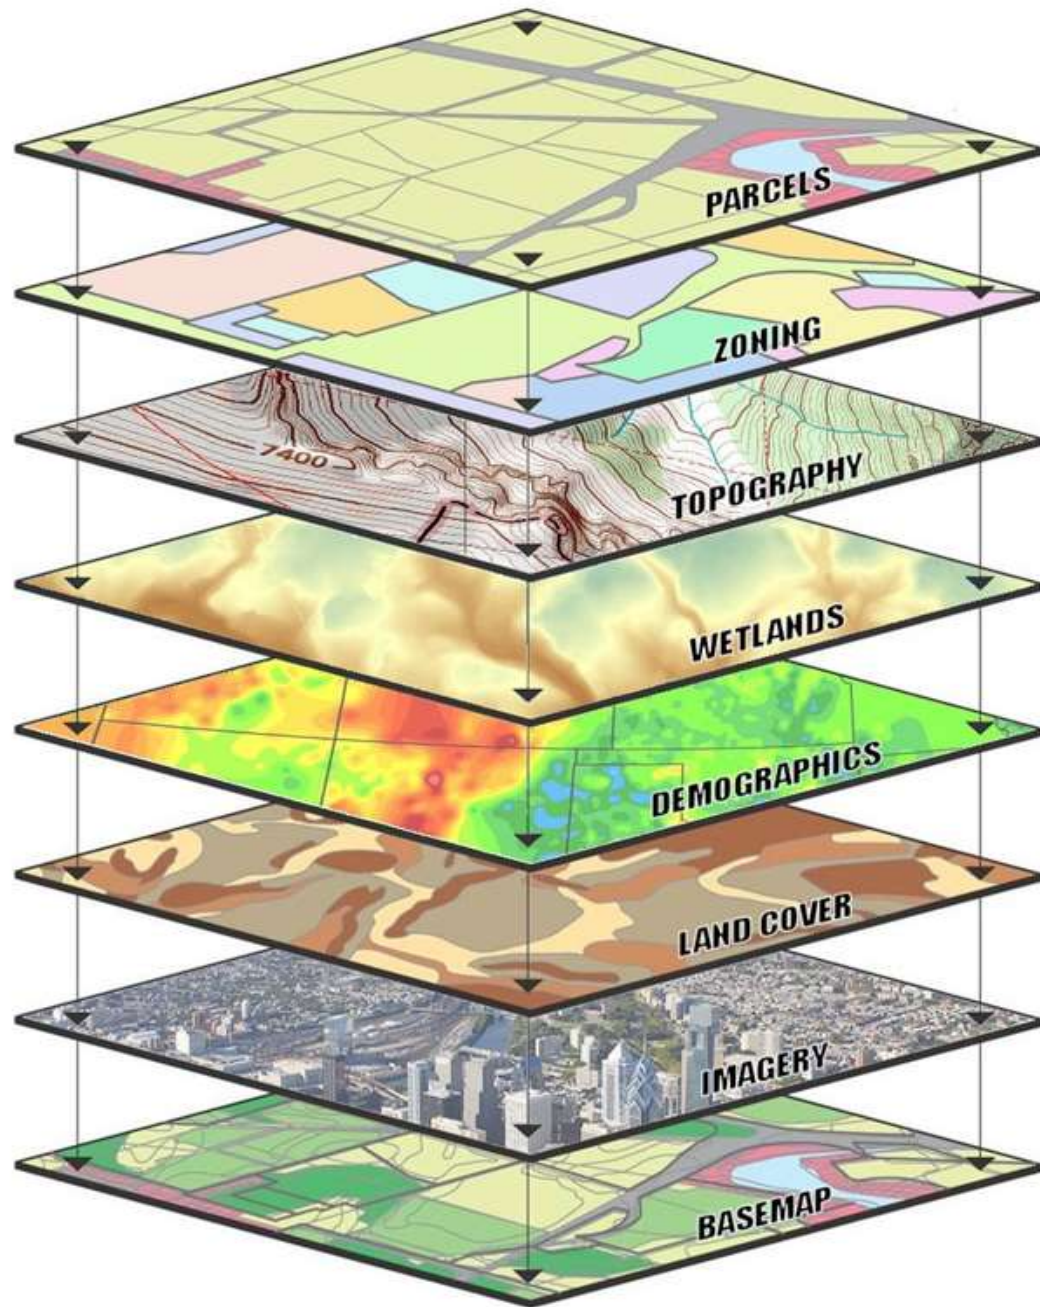 PARCELS
ZONING
7400
TOPOGRAPHY
WETLANDS
DEMOGRAPHICS
LAND COVER
IMAGERY
BASEMAP